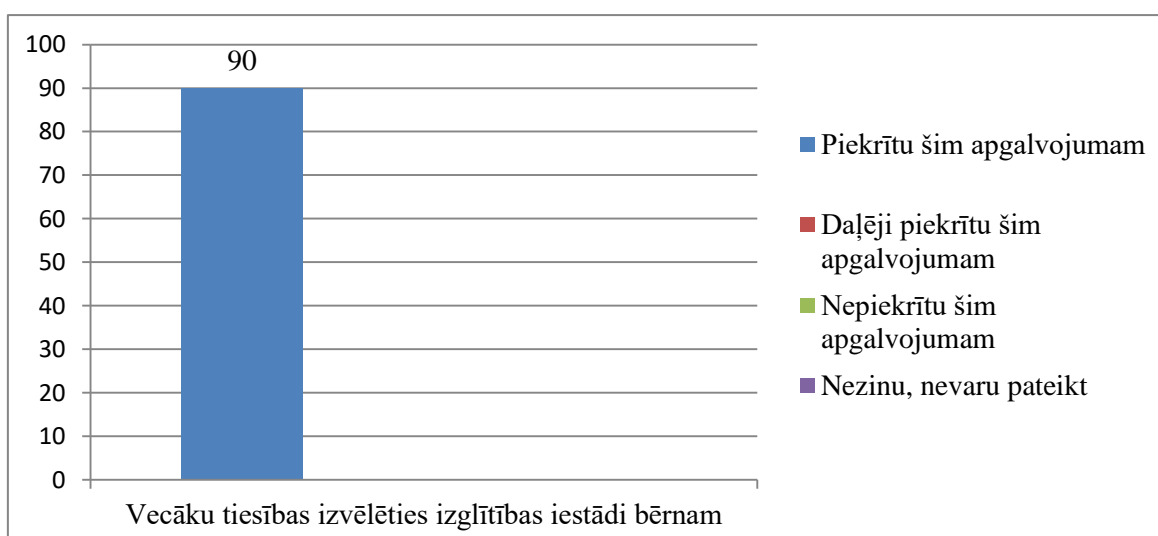 100
90
80
70
60
50
40
30
20
10
0
90
Vecāku tiesības izvēlēties izglītības iestādi bērnam
Piekrītu šim apgalvojumam
Daļēji piekrītu šim
apgalvojumam
Nepiekrītu šim
apgalvojumam
Nezinu, nevaru pateikt